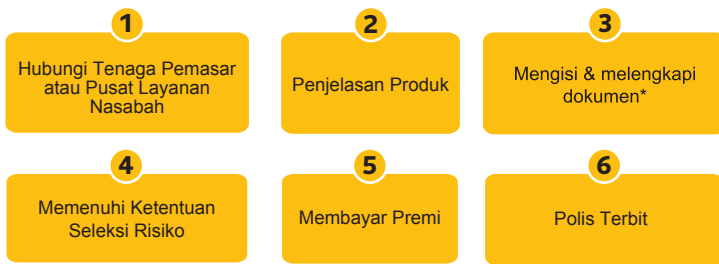 1
Hubungi Tenaga Pemasar
atau Pusat Layanan
Nasabah
2
Penjelasan Produk
3
Mengisi & melengkapi
dokumen*
4
Memenuhi Ketentuan
Seleksi Risiko
5
Membayar Premi
6
Polis Terbit